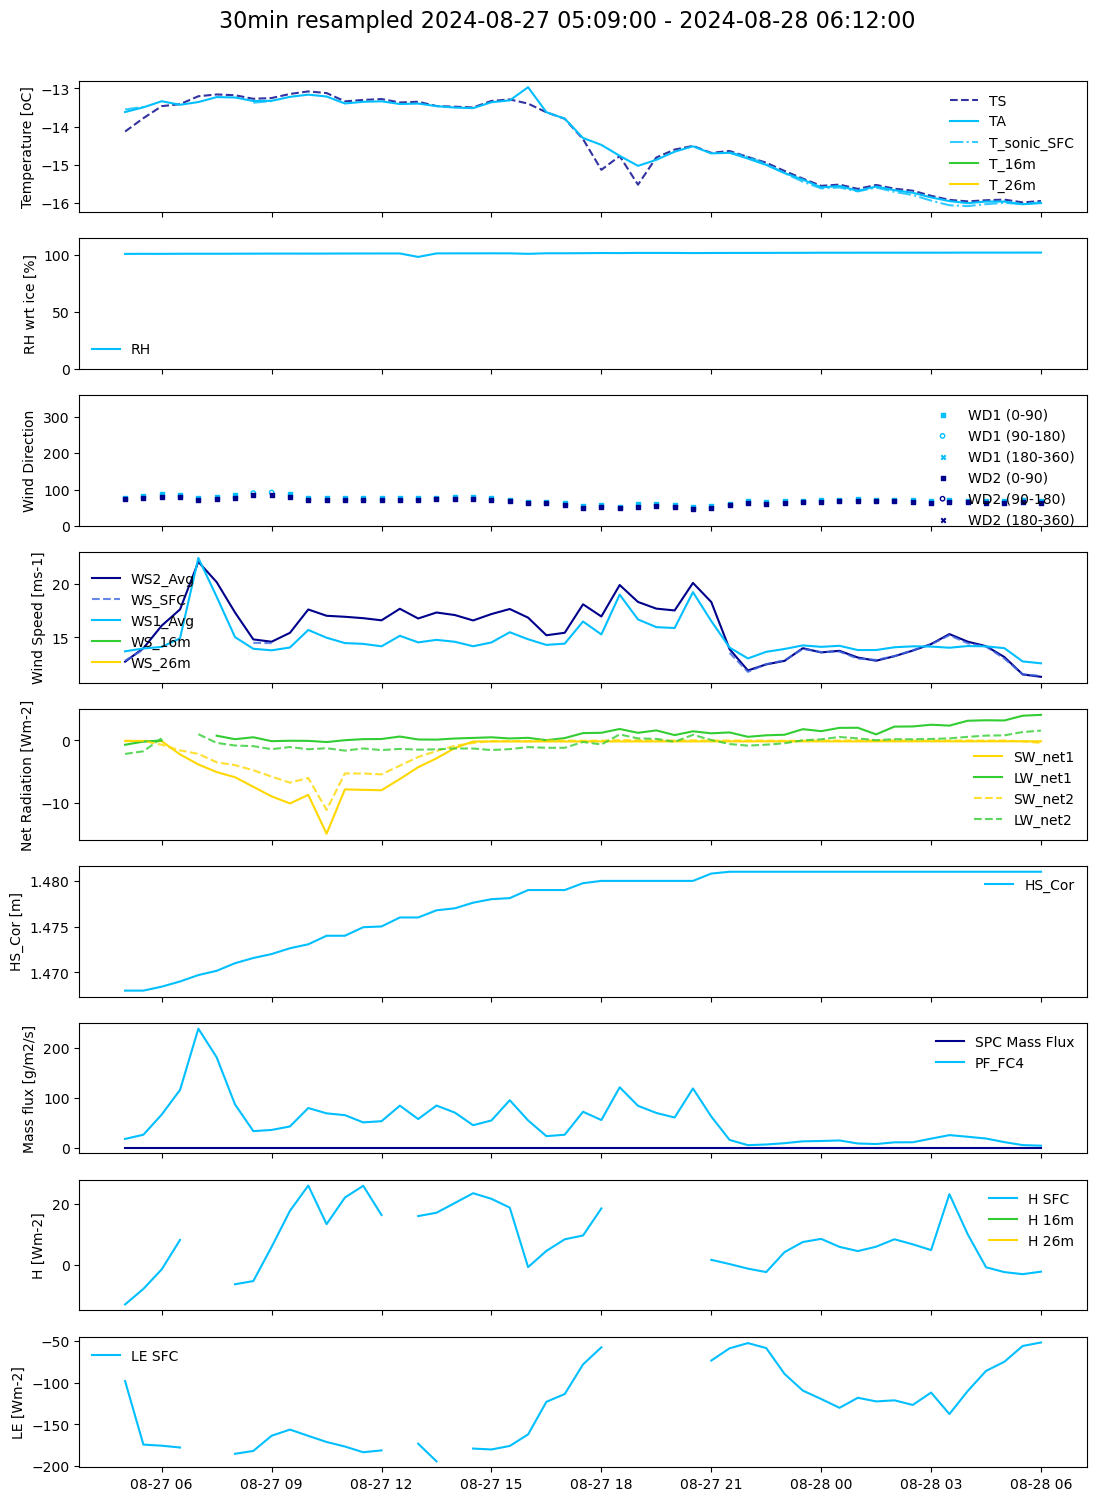 30min resampled 2024-08-27 05:09:00 - 2024-08-28 06:12:00
Temperature [oC]
−13
−14
−15
−16
TS
TA
T_sonic_SFC
T_16m
T_26m
RH wrt ice [%]
100
50
0
RH
Wind Direction
300
200
100
0
WD1 (0-90)
WD1 (90-180)
WD1 (180-360)
WD2 (0-90)
WD2 (90-180)
WD2 (180-360)
Wind Speed [ms-1]
20
15
WS2_Avg
WS_SFC
WS1_Avg
WS_16m
WS_26m
Net Radiation [Wm-2]
0
−10
SW_net1
LW_net1
SW_net2
LW_net2
HS_Cor [m]
1.480
1.475
1.470
HS_Cor
Mass flux [g/m2/s]
200
100
0
SPC Mass Flux
PF_FC4
H [Wm-2]
20
0
H SFC
H 16m
H 26m
LE [Wm-2]
−50
−100
−150
−200
LE SFC
08-27 06
08-27 09
08-27 12
08-27 15
08-27 18
08-27 21
08-28 00
08-28 03
08-28 06